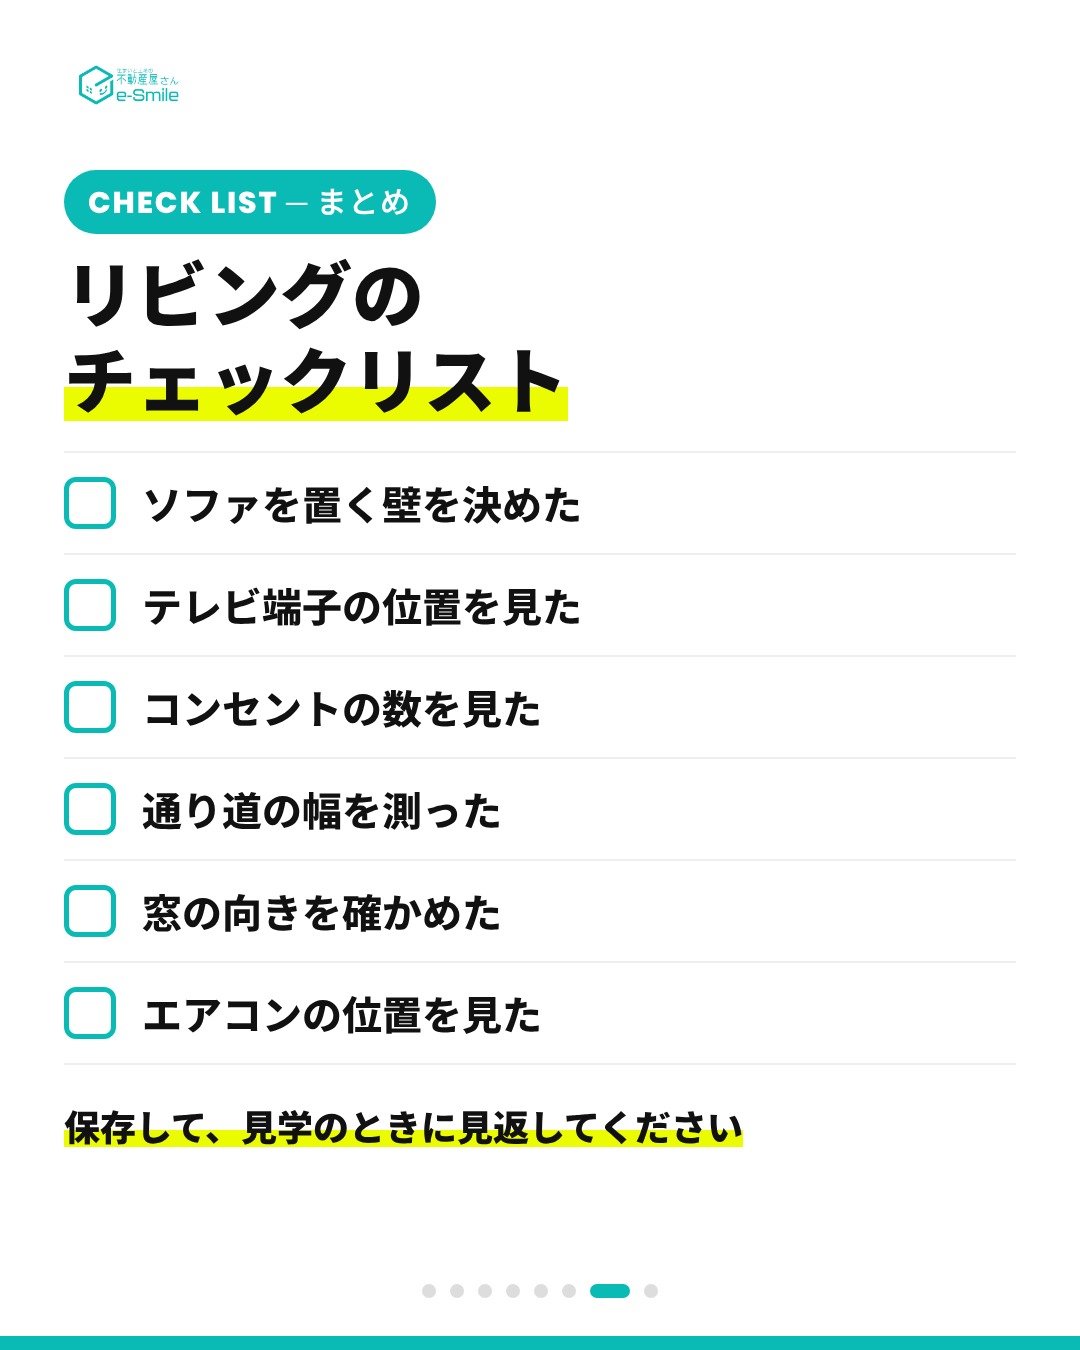 不動産屋さん
e-Smile
CHECK LIST — まとめ
リビングの
チェックリスト
ソファを置く壁を決めた
テレビ端子の位置を見た
コンセントの数を見た
通り道の幅を測った
窓の向きを確かめた
エアコンの位置を見た
保存して、見学のときに見返してください